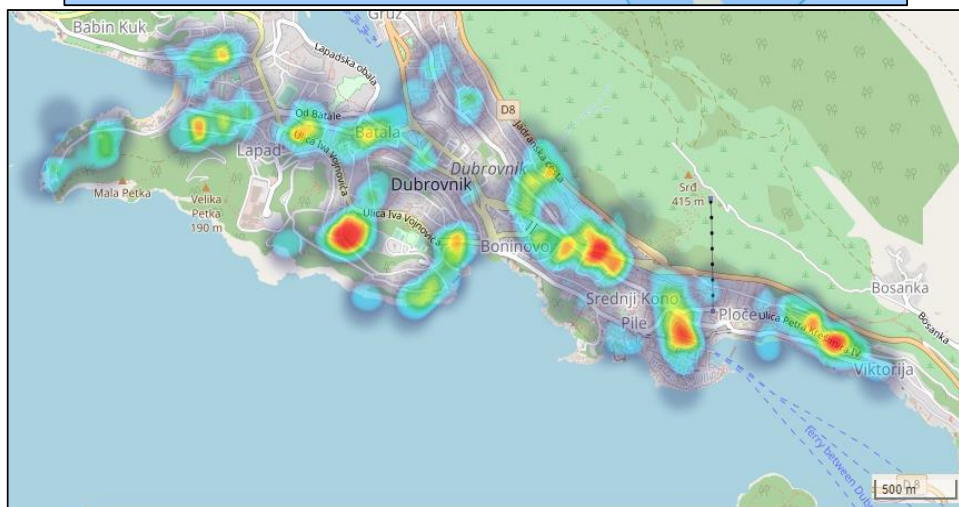 Babin Kuk
Gruž
Lapadska obala
D8
Jadranska cesta
Od Batale
Batala
Ulica Iva Vojnovića
Lapad
Dubrovnik
Dubrovnik
Srđ
415 m
Mala Petka
Velika
Petka
190 m
Ulica Iva Vojnovića
Boninovo
Bosanka
Bosanka
Srednji Kono
Pile
Ploče
Ulica Petra Krešimira IV.
Viktorija
ferry between Dub
D 8
500 m